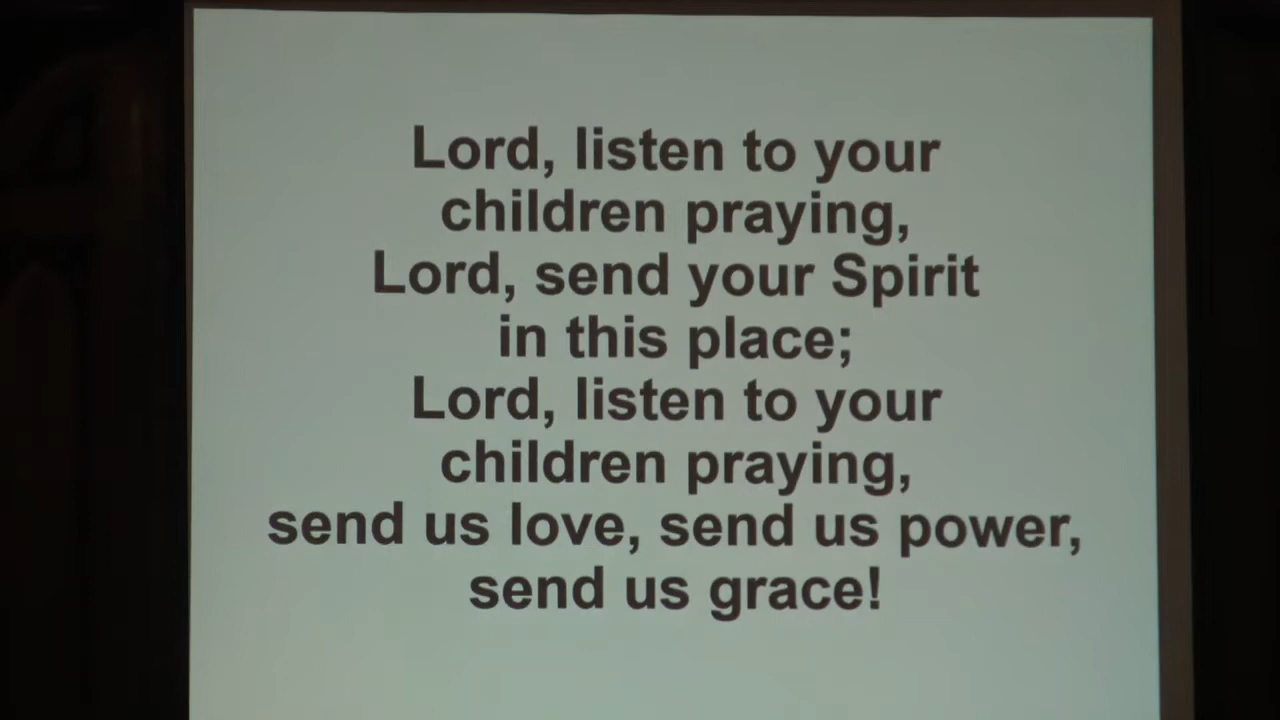 Lord, listen to your
children praying,
Lord, send your Spirit
in this place;
Lord, listen to your
children praying,
send us love, send us power,
send us grace!